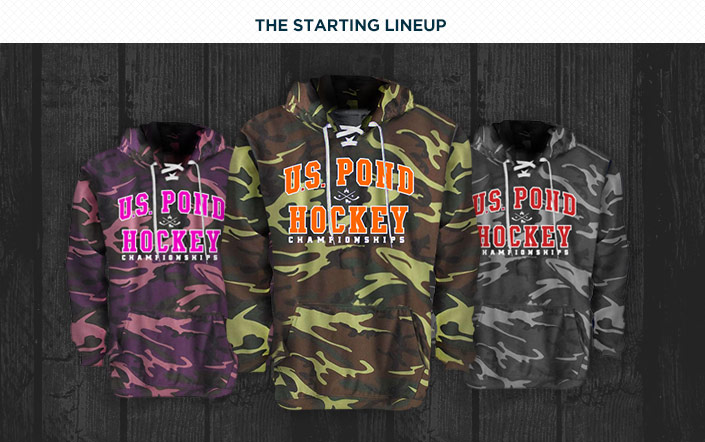 THE STARTING LINEUP
U.S. POND
HOCKEY
CHAMPIONSHIPS
U.S. POND
HOCKEY
CHAMPIONSHIPS
U.S. POND
HOCKEY
CHAMPIONSHIPS